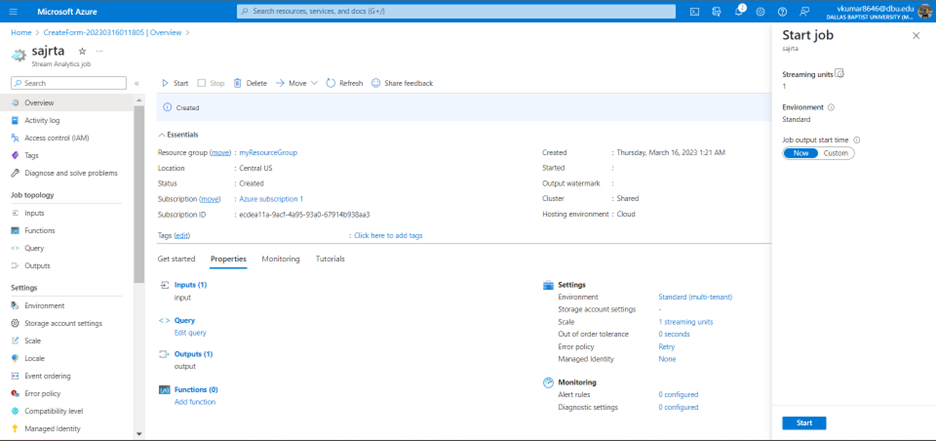 Microsoft Azure
Search resources, services, and docs (G+/)
1
vkumar8646@dbu.edu
DALLAS BAPTIST UNIVERSITY (M...
Home > CreateForm-20230316011805 | Overview >
sajrta
Stream Analytics job
Search
Overview
Activity log
Access control (IAM)
Tags
Diagnose and solve problems
Job topology
Inputs
Functions
Query
Outputs
Settings
Environment
Storage account settings
Scale
Locale
Event ordering
Error policy
Compatibility level
Managed Identity
Start Stop Delete Move Refresh Share feedback
Created
Essentials
Resource group (move) : myResourceGroup
Location : Central US
Status : Created
Subscription (move) : Azure subscription 1
Subscription ID : ecdea11a-9acf-4a95-93a0-67914b938aa3
Created : Thursday, March 16, 2023 1:21 AM
Started :
Output watermark :
Cluster : Shared
Hosting environment : Cloud
Tags (edit) : Click here to add tags
Get started Properties Monitoring Tutorials
Inputs (1)
input
Query
Edit query
Outputs (1)
output
Functions (0)
Add function
Settings
Environment Standard (multi-tenant)
Storage account settings -
Scale 1 streaming units
Out of order tolerance 0 seconds
Error policy Retry
Managed Identity None
Monitoring
Alert rules 0 configured
Diagnostic settings 0 configured
Start job
sajrta
Streaming units
1
Environment
Standard
Job output start time
Now Custom
Start